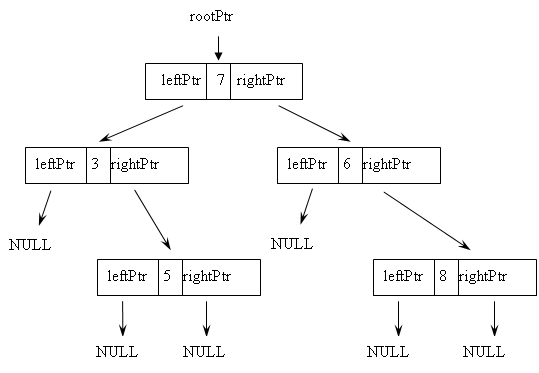 rootPtr
leftPtr 7 rightPtr
leftPtr 3 rightPtr
leftPtr 6 rightPtr
NULL
NULL
leftPtr 5 rightPtr
leftPtr 8 rightPtr
NULL
NULL
NULL
NULL